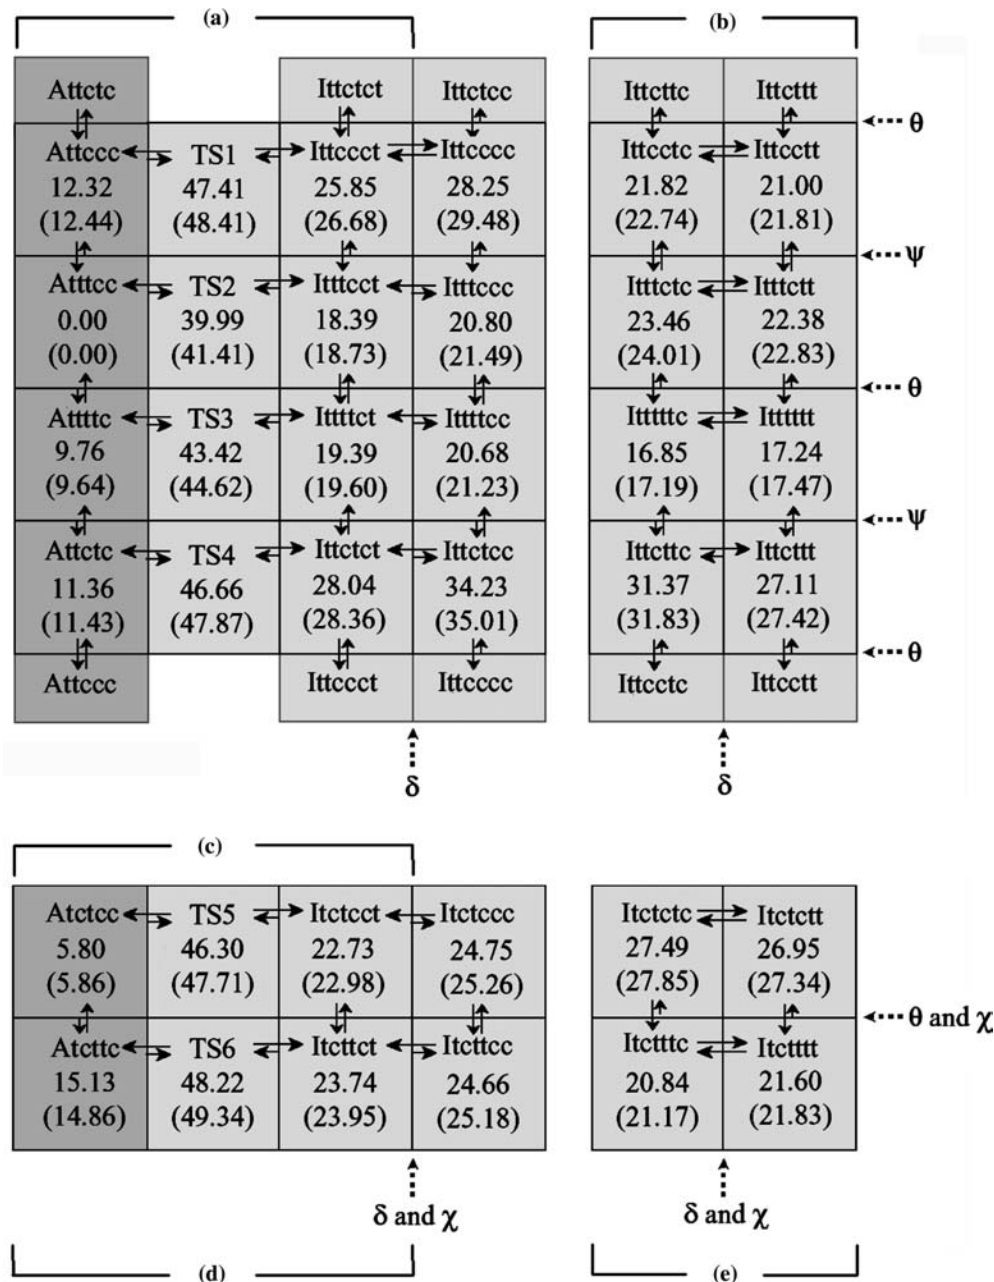 (a) (b)
Ittctct Ittctcc Ittcttc Ittcttt
Attctc
θ
Attccc TS1 Ittccct Ittcccc Ittcctc Ittcctt
12.32 47.41 25.85 28.25 21.82 21.00
(12.44) (48.41) (26.68) (29.48) (22.74) (21.81)
ψ
Atttcc TS2 Itttcct Itttccc Itttctc Itttctt
0.00 39.99 18.39 20.80 23.46 22.38
(0.00) (41.41) (18.73) (21.49) (24.01) (22.83)
θ
Attttc TS3 Ittttct Ittttcc Ittttttc Itttttt
9.76 43.42 19.39 20.68 16.85 17.24
(9.64) (44.62) (19.60) (21.23) (17.19) (17.47)
ψ
Attctc TS4 Ittctct Ittctcc Ittcttc Ittcttt
11.36 46.66 28.04 34.23 31.37 27.11
(11.43) (47.87) (28.36) (35.01) (31.83) (27.42)
θ
Attccc Ittccct Ittcccc Ittcctc Ittcctt
δ δ
(c)
Atctcc TS5 Itctcct Itctccc Itctctc Itctctt
5.80 46.30 22.73 24.75 27.49 26.95
(5.86) (47.71) (22.98) (25.26) (27.85) (27.34)
θ and χ
Atcttc TS6 Itcttct Itcttcc Itctttc Itctttt
15.13 48.22 23.74 24.66 20.84 21.60
(14.86) (49.34) (23.95) (25.18) (21.17) (21.83)
δ and χ δ and χ
(d) (e)